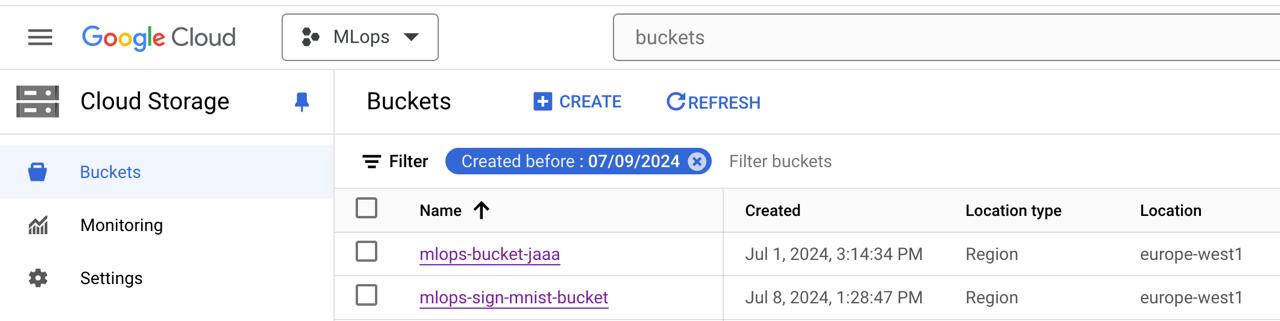 Google Cloud
MLops
buckets
Cloud Storage
Buckets
Monitoring
Settings
Buckets
CREATE
REFRESH
Filter
Created before : 07/09/2024
Filter buckets
Name Created Location type Location
mlops-bucket-jaaa Jul 1, 2024, 3:14:34 PM Region europe-west1
mlops-sign-mnist-bucket Jul 8, 2024, 1:28:47 PM Region europe-west1